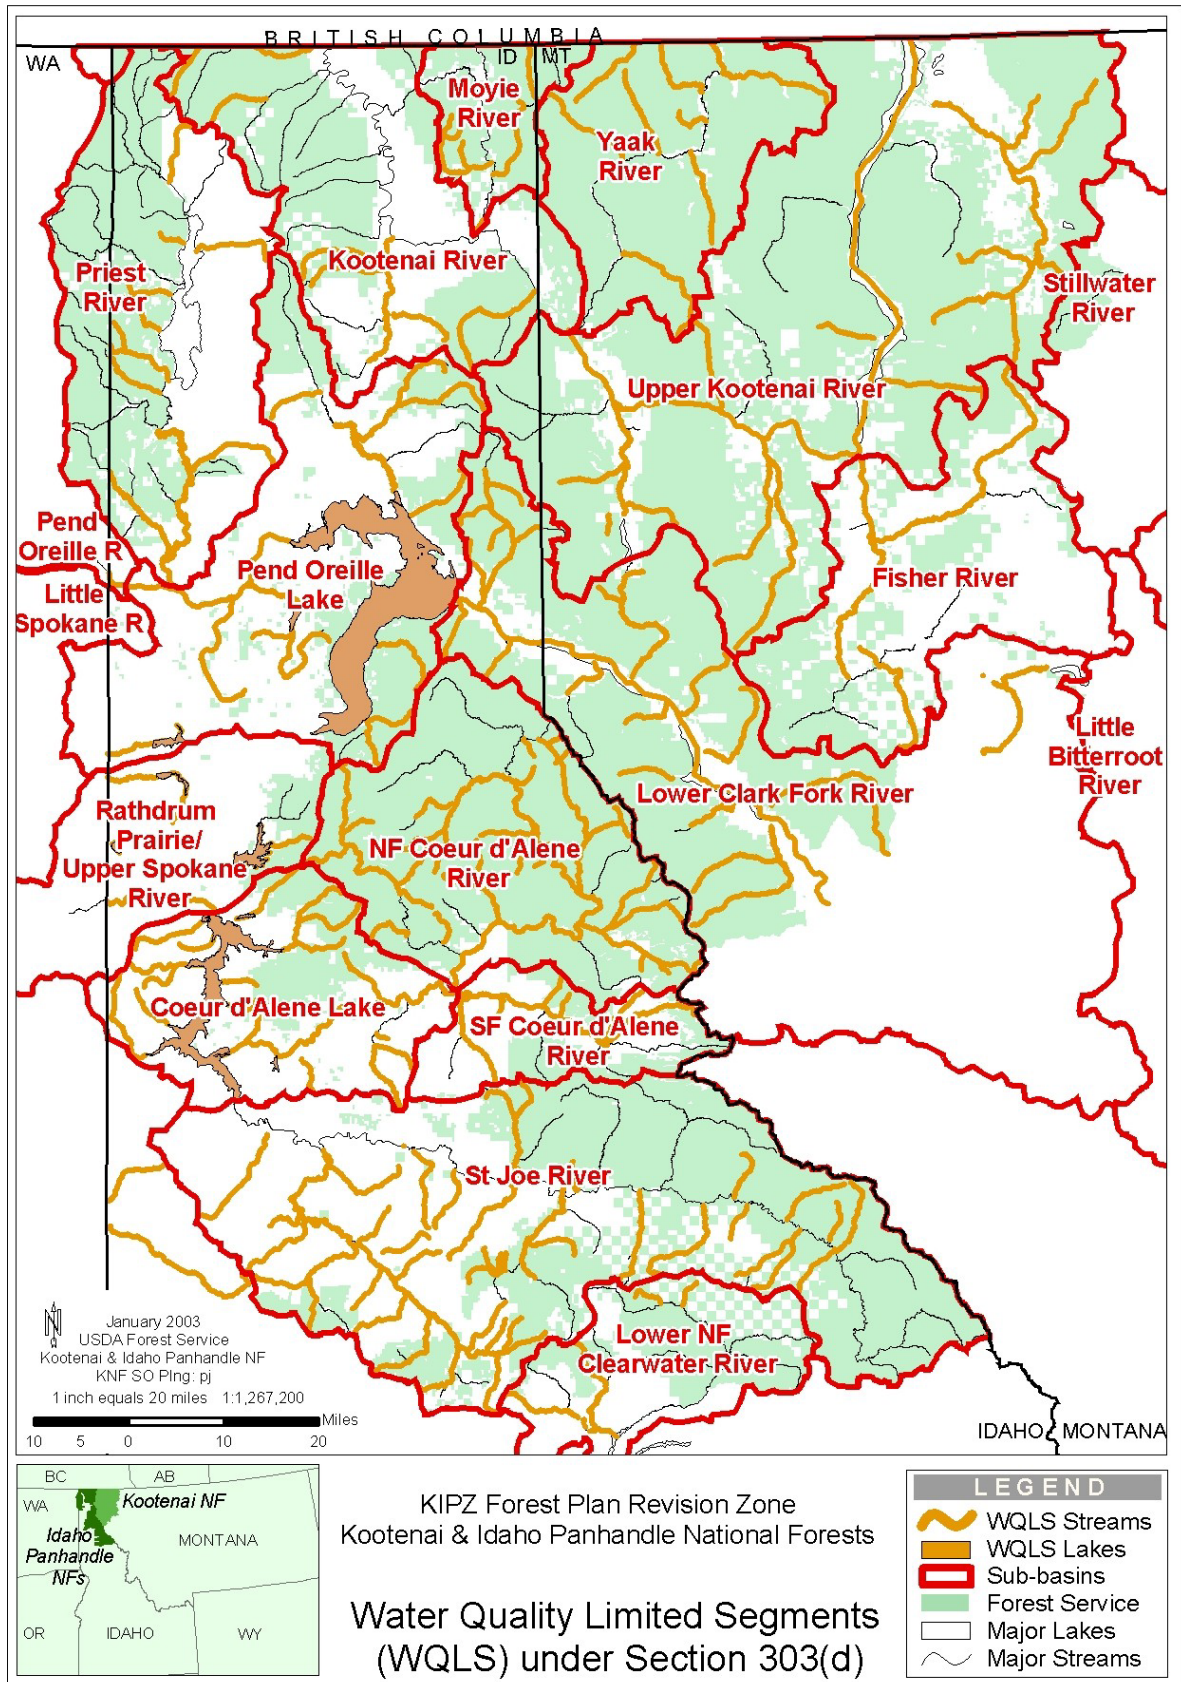 BRITISH COLUMBIA
WA
ID
MT
Moyie
River
Yaak
River
Kootenai River
Priest
River
Stillwater
River
Upper Kootenai River
Pend
Oreille R
Little
Spokane R
Pend Oreille
Lake
Fisher River
Little
Bitterroot
River
Lower Clark Fork River
Rathdrum
Prairie/
Upper Spokane
River
NF Coeur d'Alene
River
Coeur d'Alene Lake
SF Coeur d'Alene
River
St Joe River
Lower NF
Clearwater River
N
January 2003
USDA Forest Service
Kootenai & Idaho Panhandle NF
KNF SO Plng: pj
1 inch equals 20 miles 1:1,267,200
Miles
10 5 0 10 20
IDAHO
MONTANA
BC
AB
WA
Kootenai NF
Idaho
Panhandle
NFs
MONTANA
OR
IDAHO
WY
KIPZ Forest Plan Revision Zone
Kootenai & Idaho Panhandle National Forests
Water Quality Limited Segments
(WQLS) under Section 303(d)
LEGEND
WQLS Streams
WQLS Lakes
Sub-basins
Forest Service
Major Lakes
Major Streams